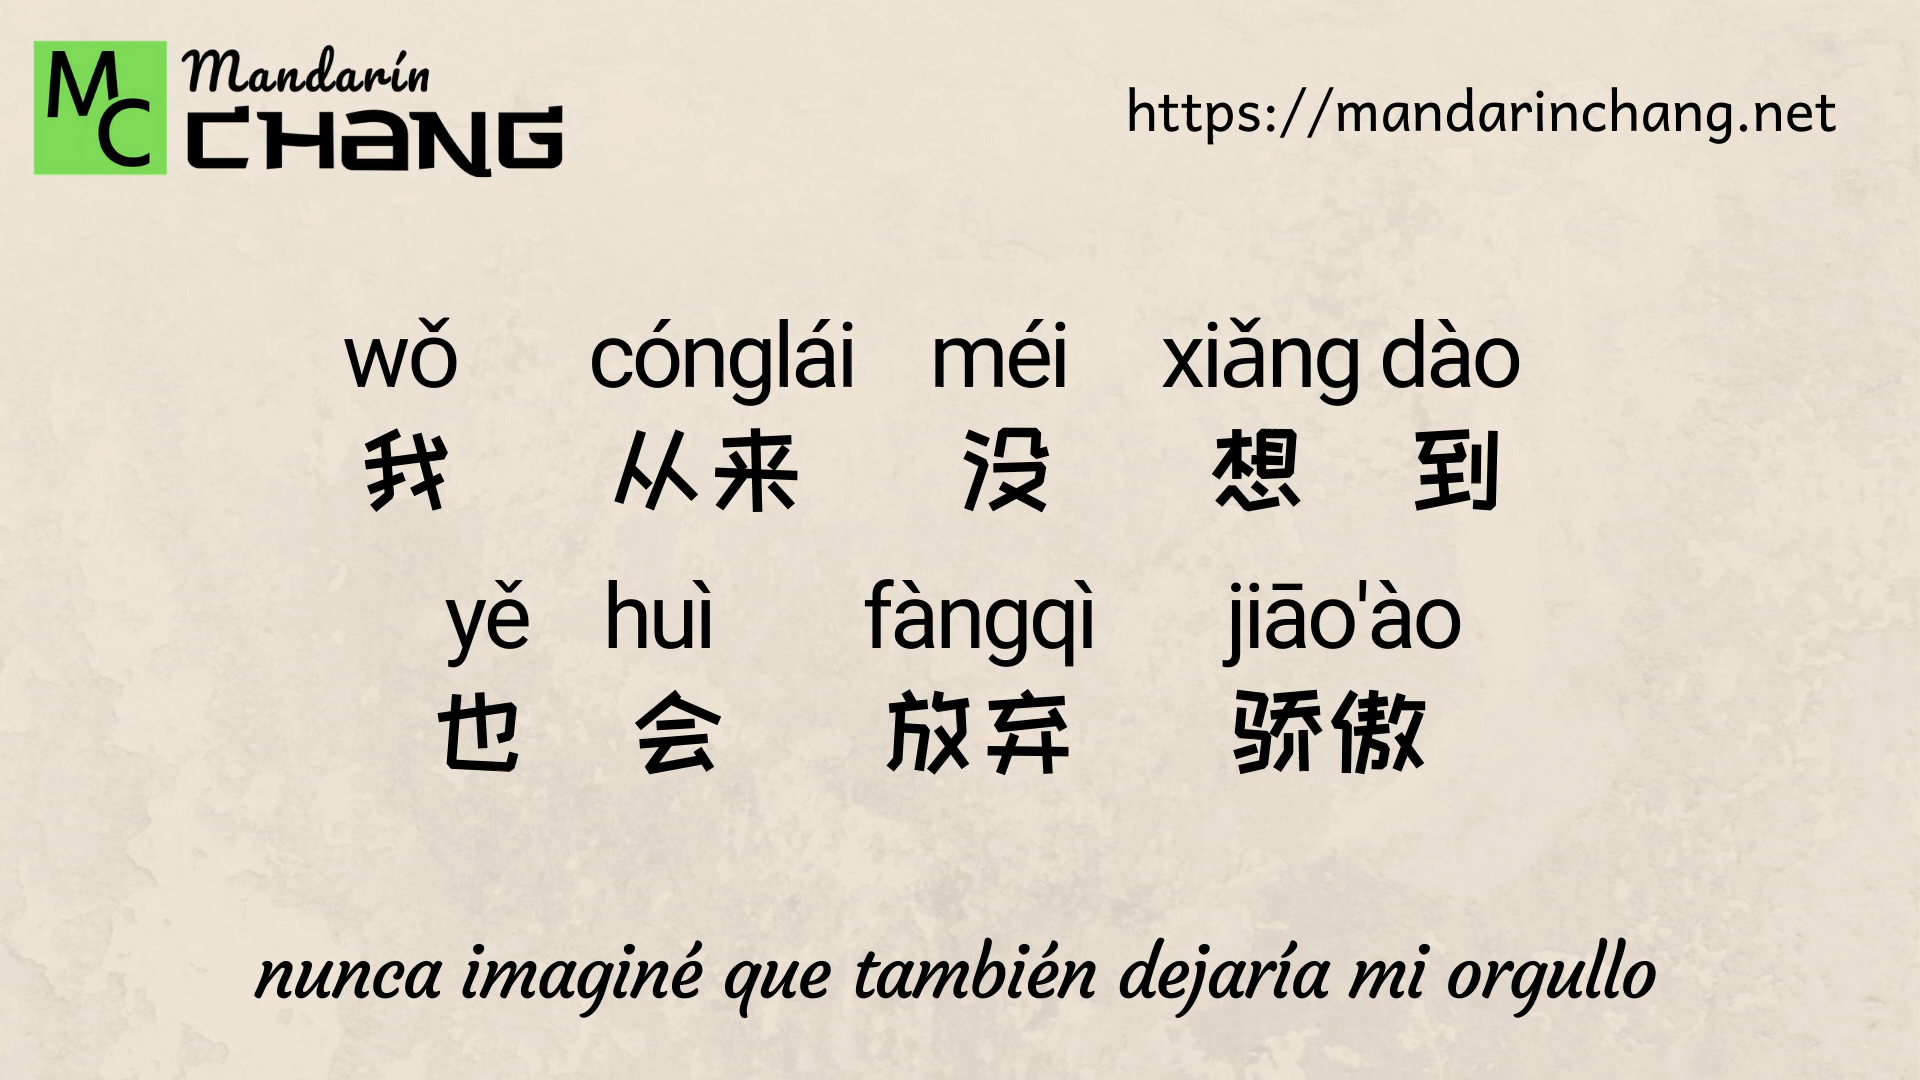 MC Mandarín
CHANG
https://mandarinchang.net
wǒ cónglái méi xiǎng dào
我 从来 没 想 到
yě huì fàngqì jiāo'ào
也 会 放弃 骄傲
nunca imaginé que también dejaría mi orgullo